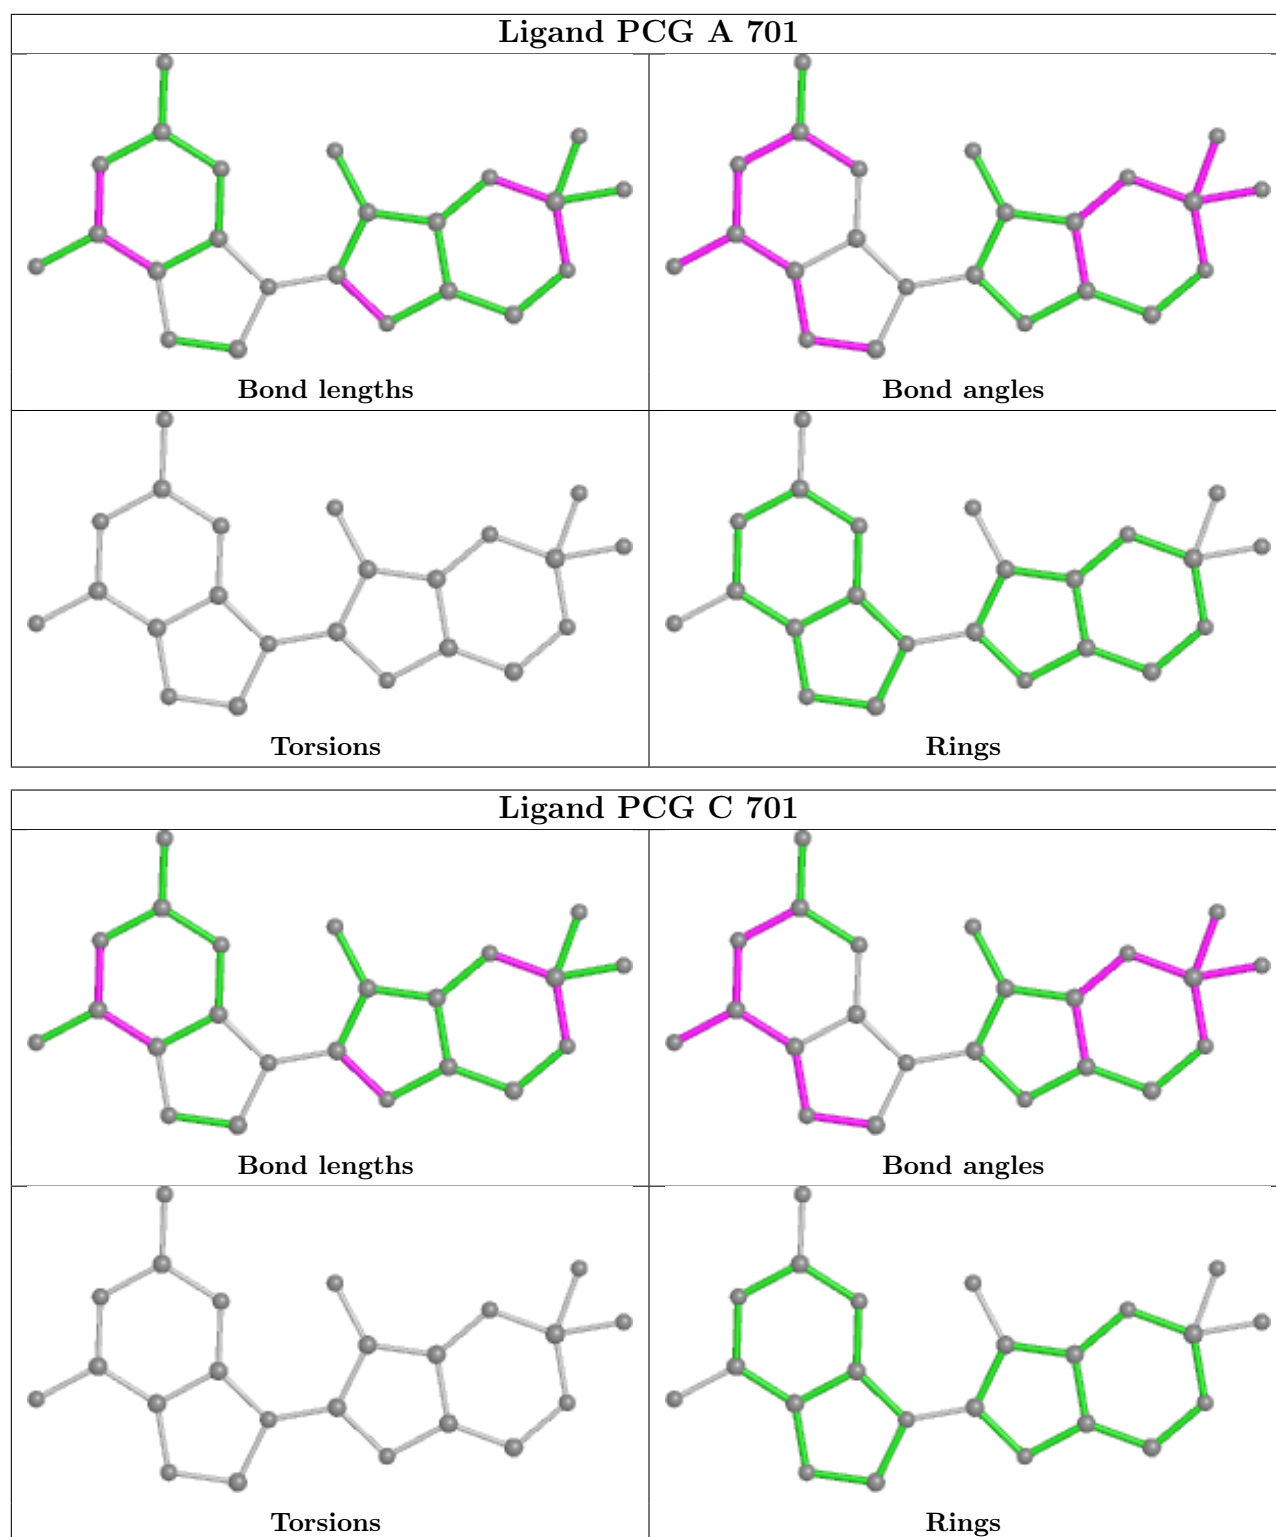 Ligand PCG A 701
Bond lengths
Bond angles
Torsions
Rings
Ligand PCG C 701
Bond lengths
Bond angles
Torsions
Rings